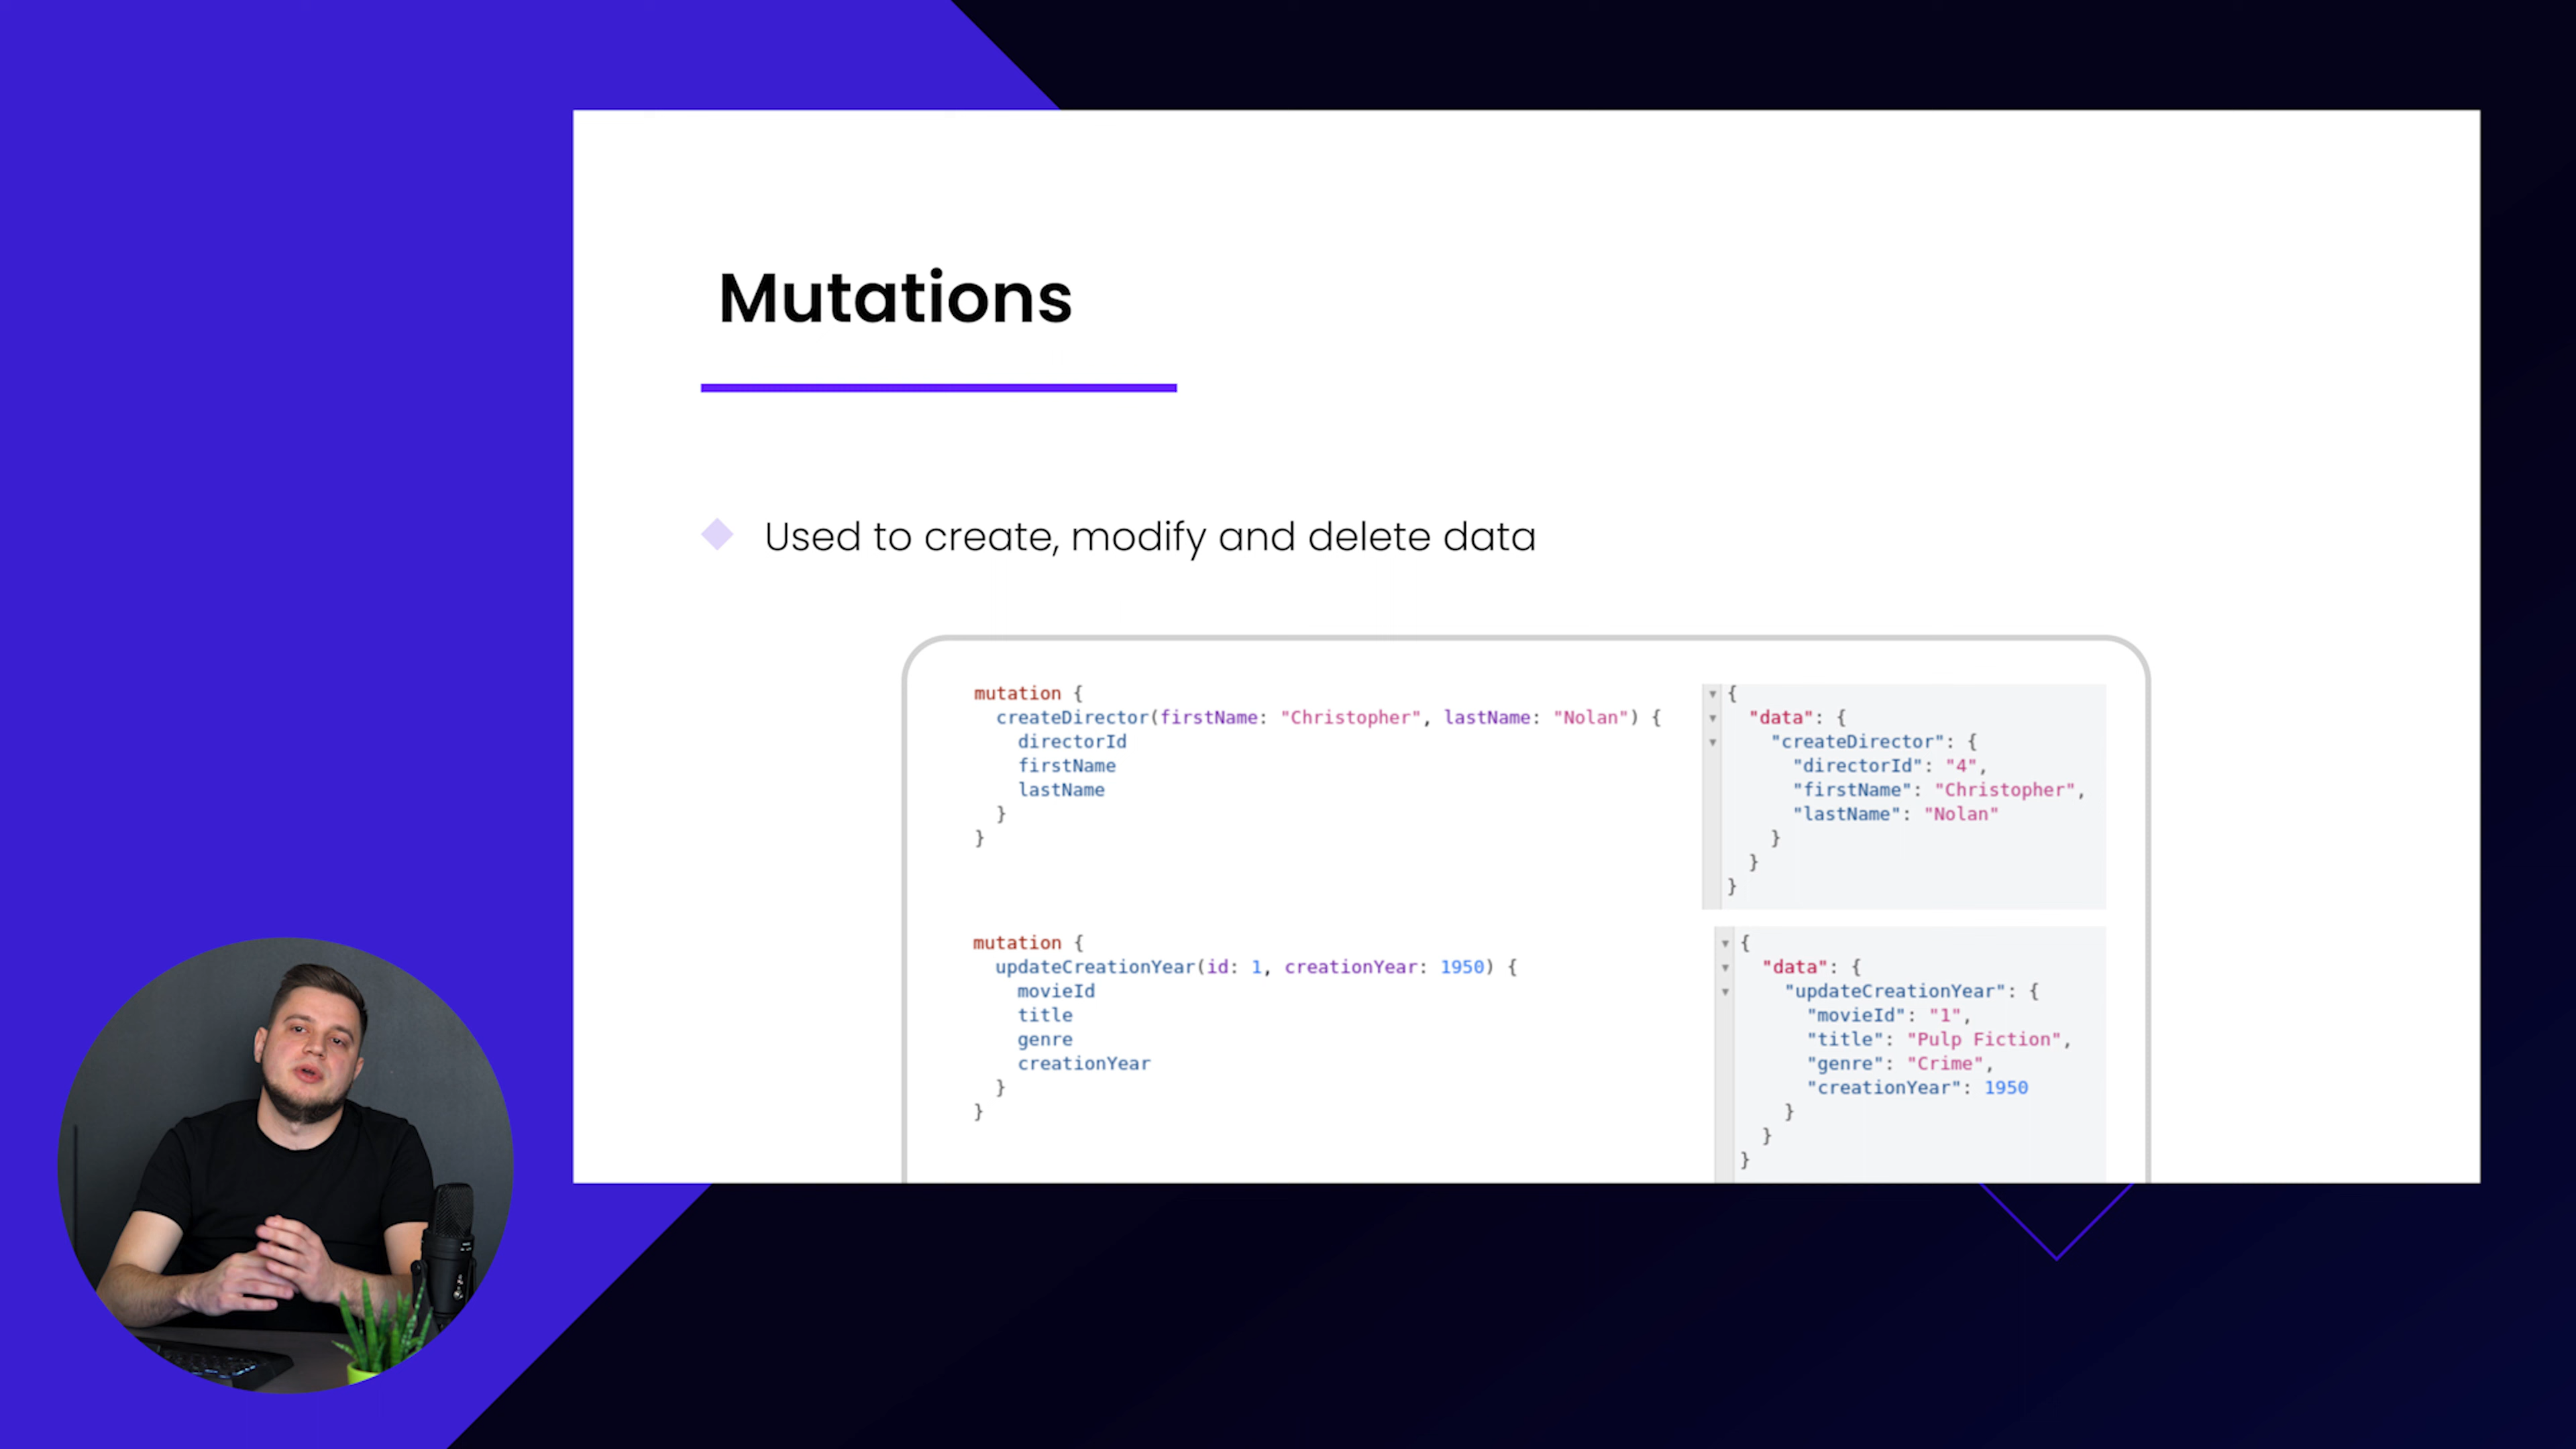 Mutations
Used to create, modify and delete data
mutation {
createDirector(firstName: "Christopher", lastName: "Nolan") {
directorId
firstName
lastName
}
}
{
"data": {
"createDirector": {
"directorId": "4",
"firstName": "Christopher",
"lastName": "Nolan"
}
}
}
mutation {
updateCreationYear(id: 1, creationYear: 1950) {
movieId
title
genre
creationYear
}
}
{
"data": {
"updateCreationYear": {
"movieId": "1",
"title": "Pulp Fiction",
"genre": "Crime",
"creationYear": 1950
}
}
}